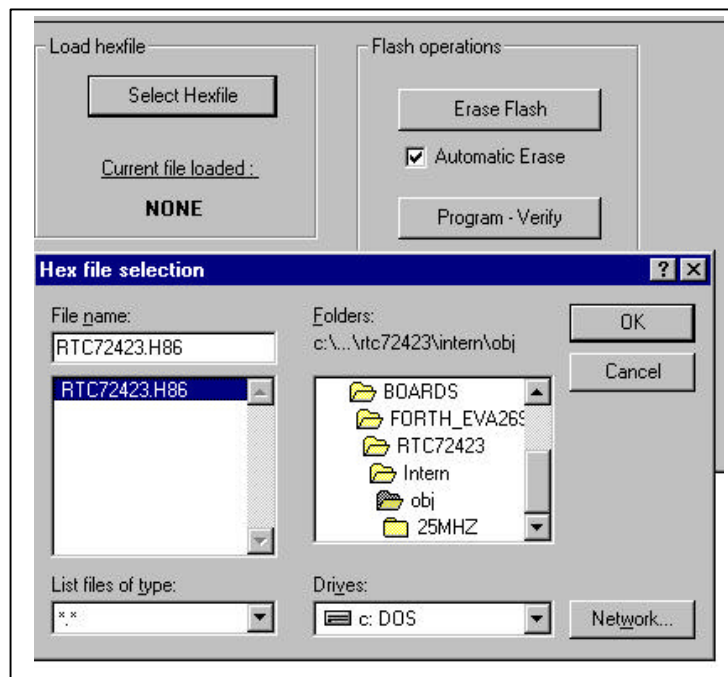 Load hexfile
Select Hexfile
Current file loaded :
NONE
Flash operations
Erase Flash
Automatic Erase
Program - Verify
Hex file selection
File name:
RTC72423.H86
RTC72423.H86
Folders:
c:\...\rtc72423\intern\obj
BOARDS
FORTH_EVA269
RTC72423
Intern
obj
25MHZ
OK
Cancel
List files of type:
*.*
Drives:
c: DOS
Network...